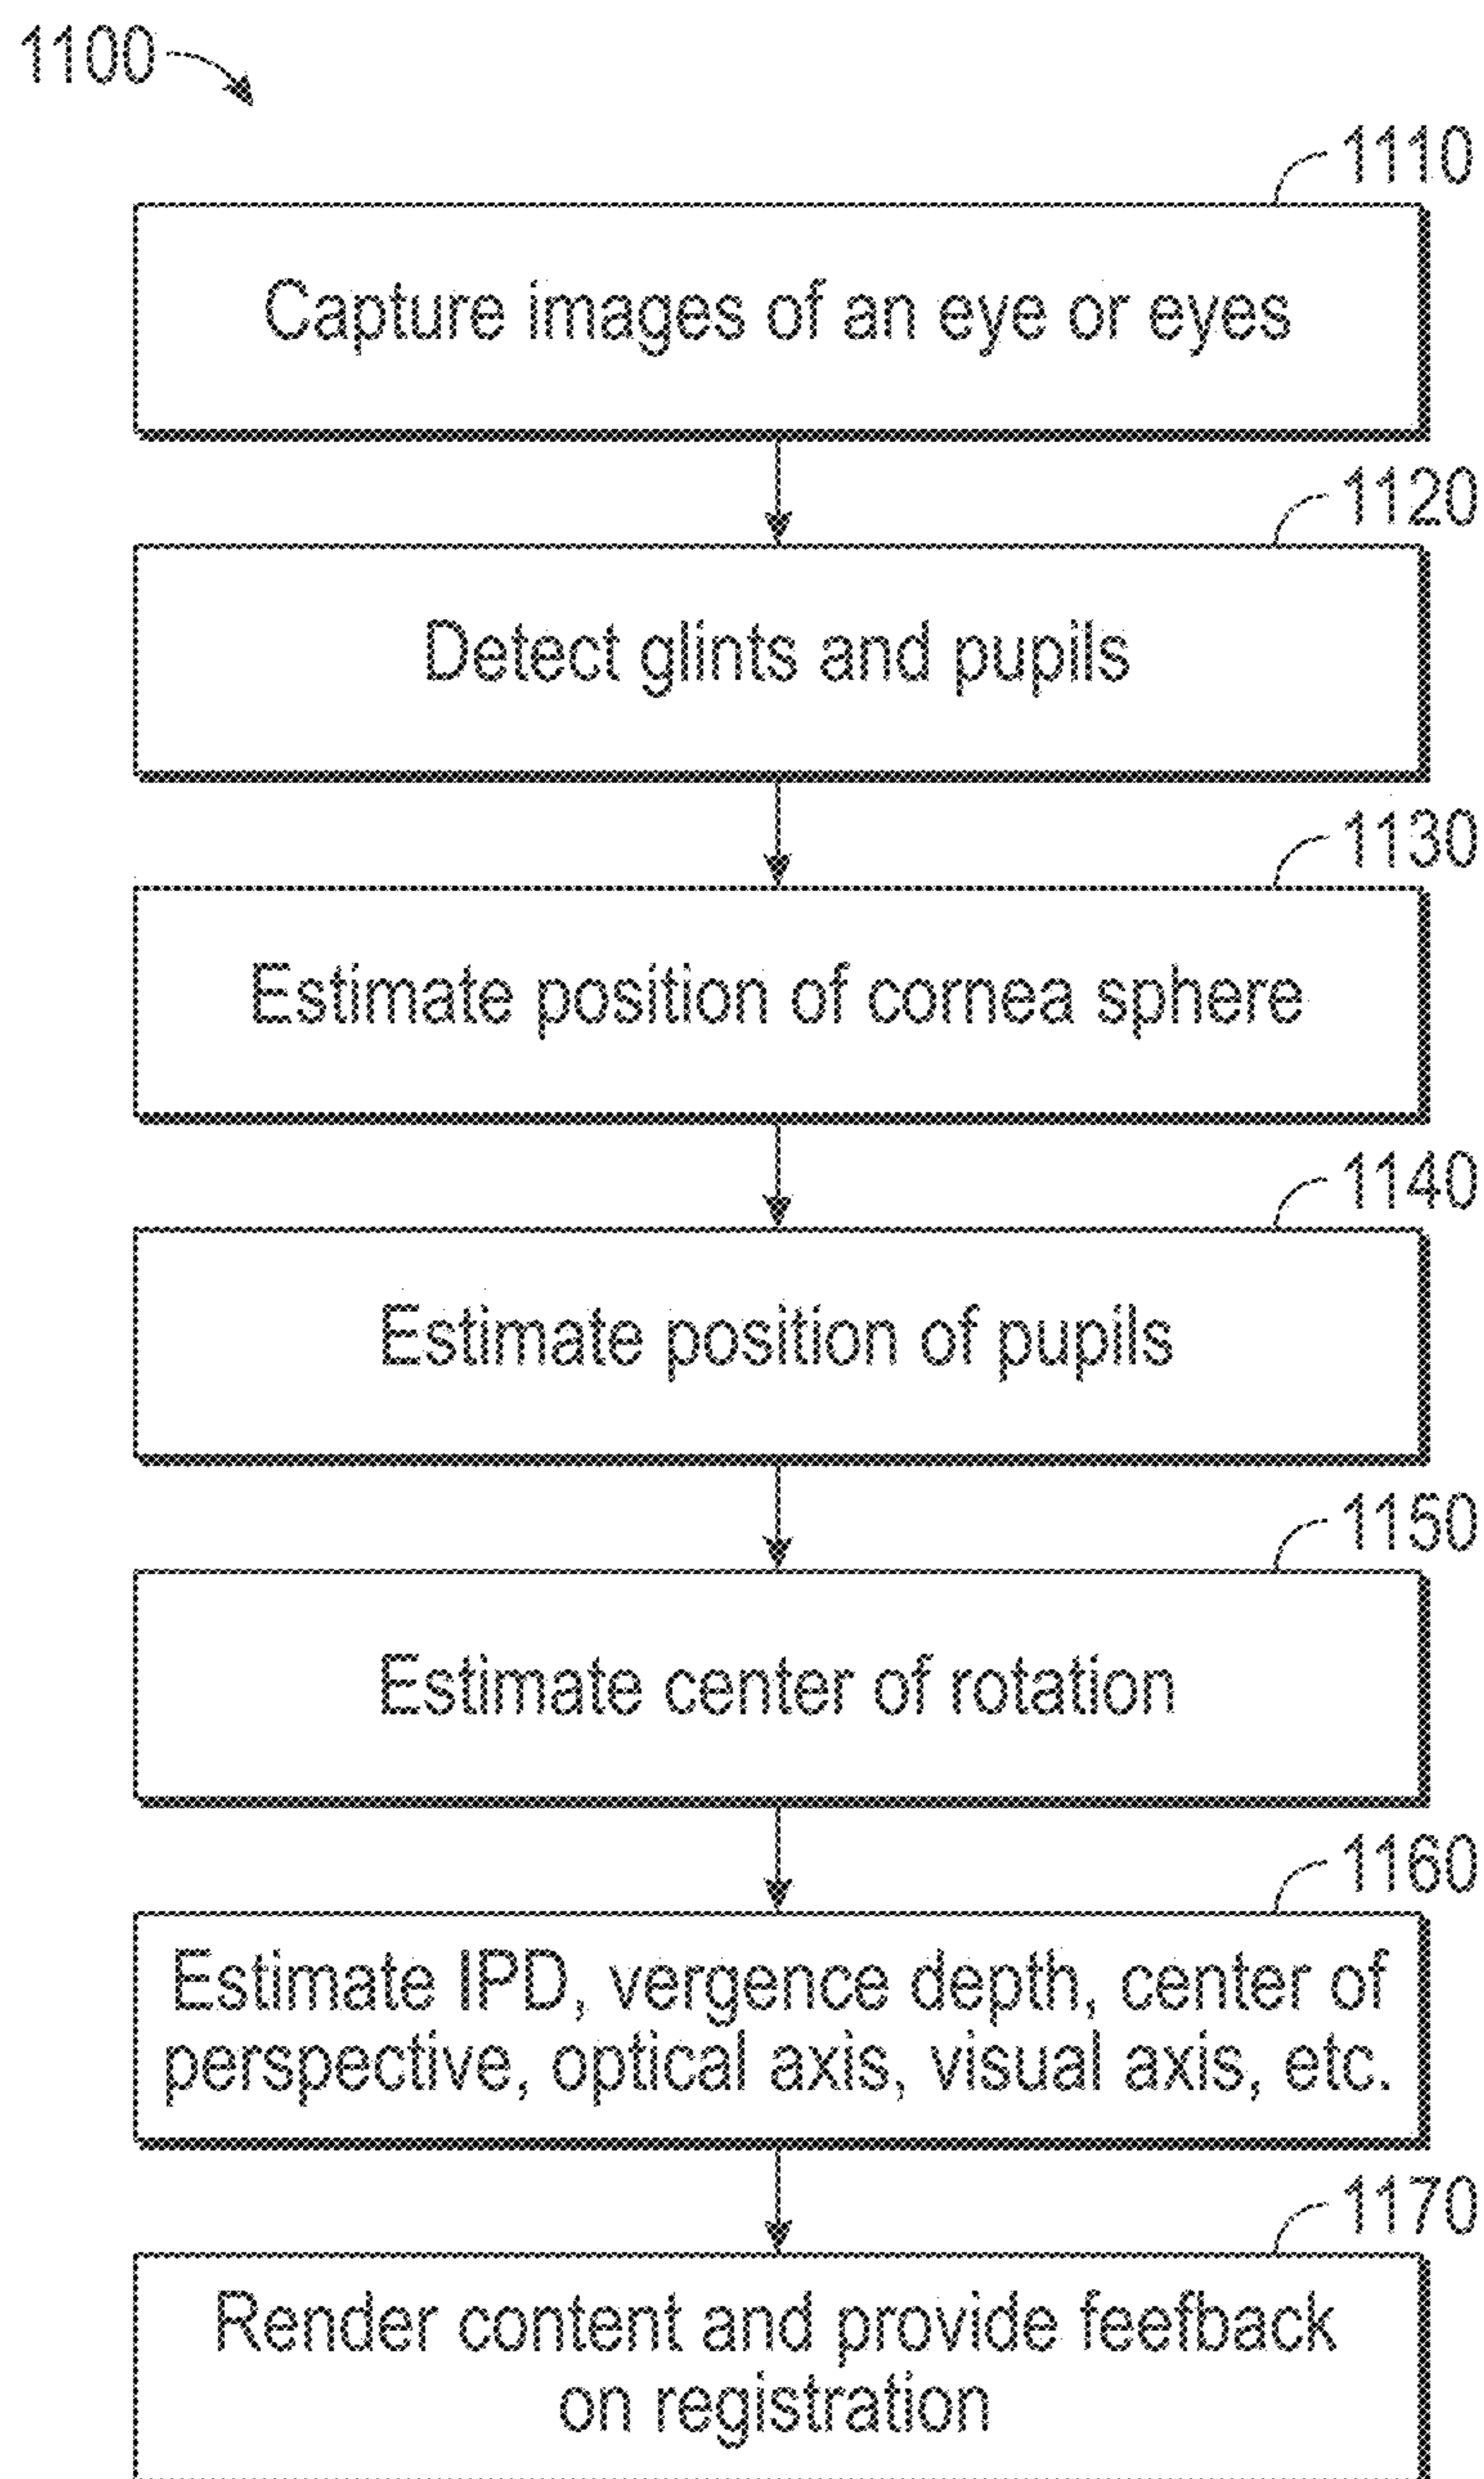 1100
1110
Capture images of an eye or eyes
1120
Detect glints and pupils
1130
Estimate position of cornea sphere
1140
Estimate position of pupils
1150
Estimate center of rotation
1160
Estimate IPD, vergence depth, center of
perspective, optical axis, visual axis, etc.
1170
Render content and provide feefback
on registration